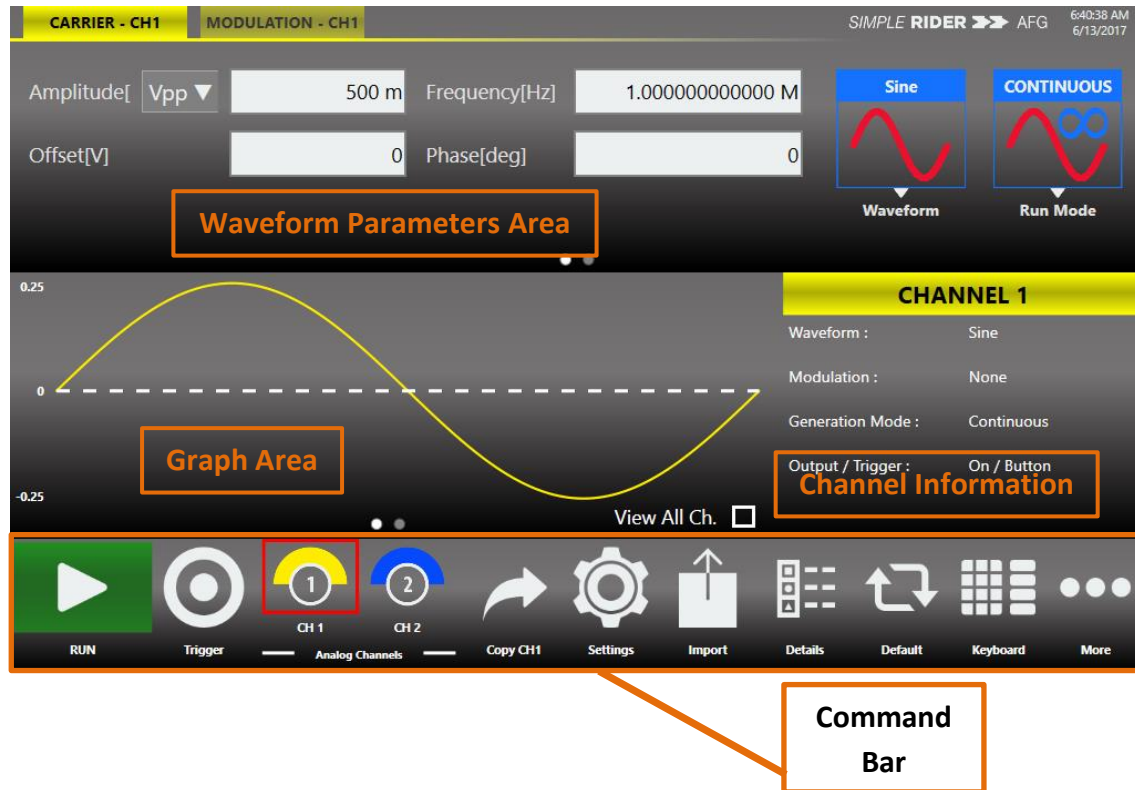 CARRIER - CH1 MODULATION - CH1 SIMPLE RIDER AFG 6:40:38 AM
6/13/2017
Amplitude[ Vpp ▼ 500 m Frequency[Hz] 1.000000000000 M
Offset[V] 0 Phase[deg] 0
Sine CONTINUOUS
Waveform Run Mode
Waveform Parameters Area
0.25
0
-0.25
Graph Area
View All Ch.
CHANNEL 1
Waveform : Sine
Modulation : None
Generation Mode : Continuous
Output / Trigger : On / Button
Channel Information
1 2
CH 1 CH 2
RUN Trigger Analog Channels Copy CH1 Settings Import Details Default Keyboard More
Command
Bar